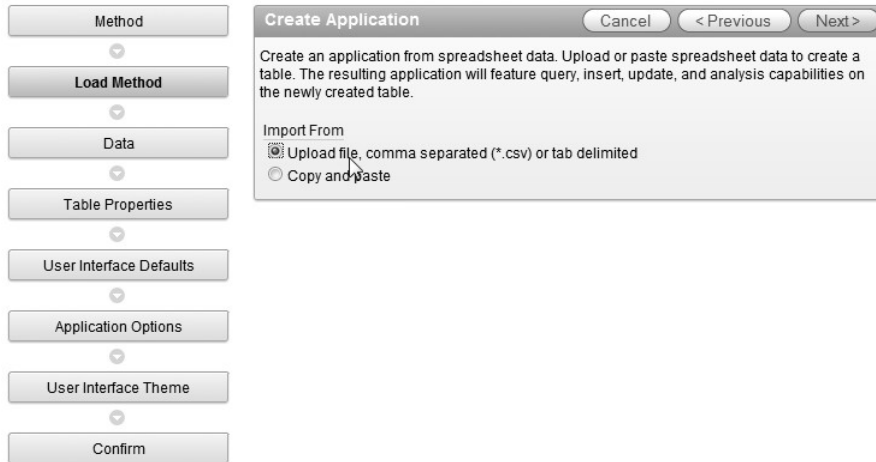 Method
Load Method
Data
Table Properties
User Interface Defaults
Application Options
User Interface Theme
Confirm
Create Application
Cancel
< Previous
Next >
Create an application from spreadsheet data. Upload or paste spreadsheet data to create a
table. The resulting application will feature query, insert, update, and analysis capabilities on
the newly created table.
Import From
Upload file, comma separated (*.csv) or tab delimited
Copy and paste